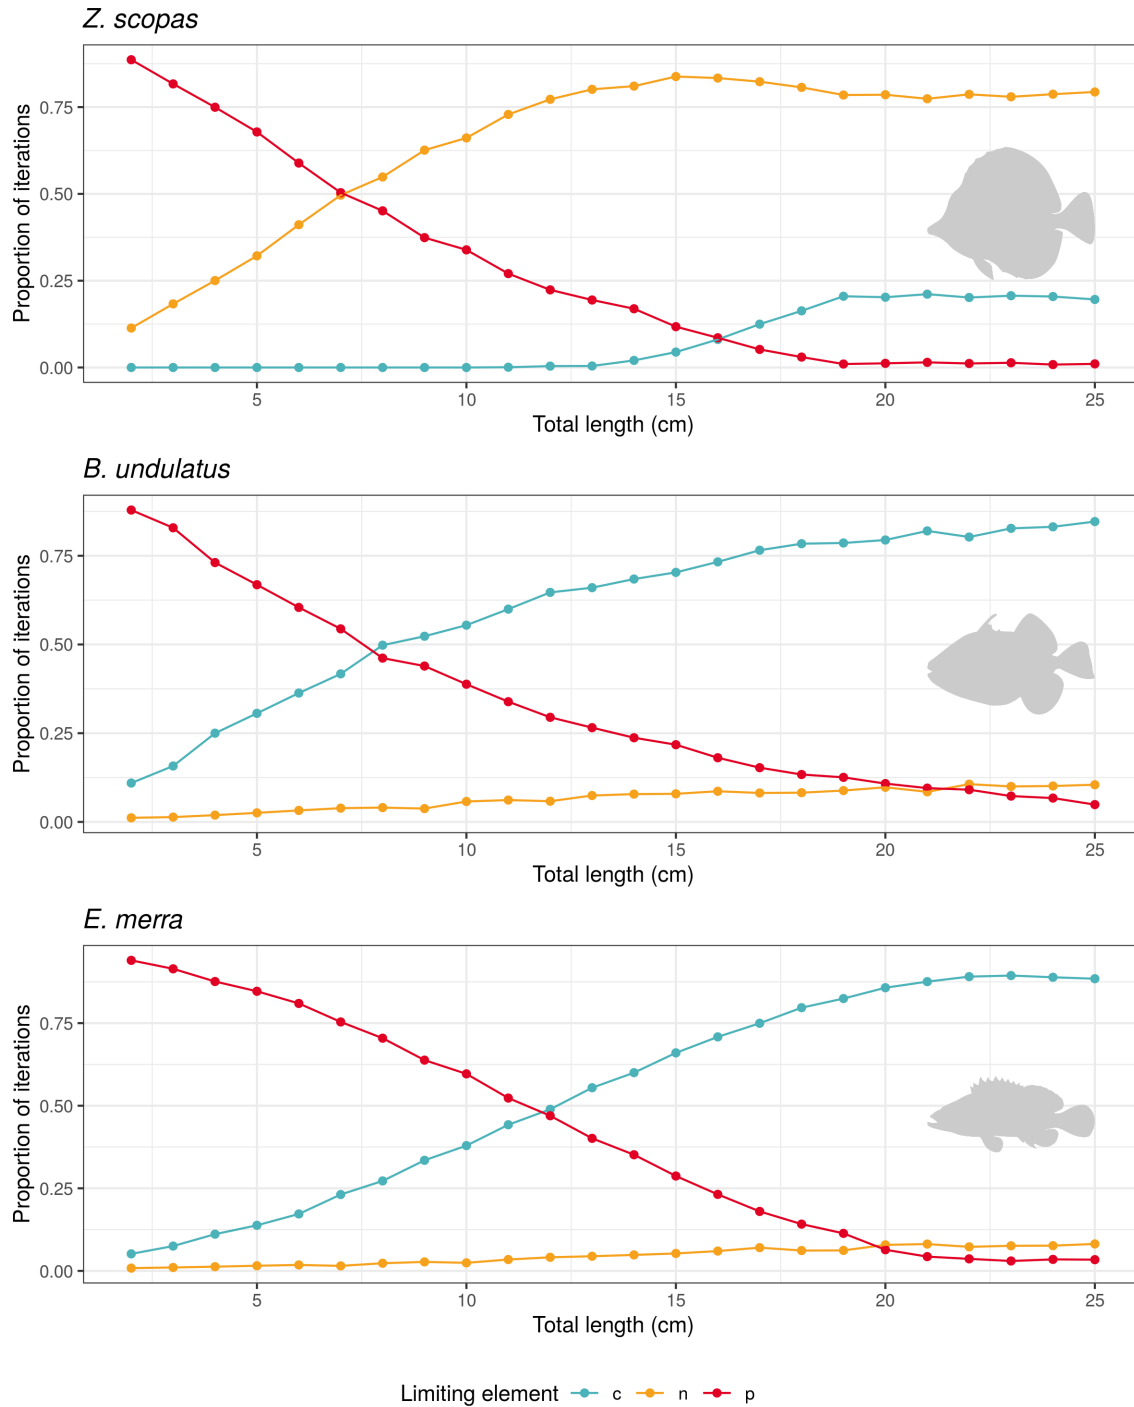 Z. scopas
Proportion of iterations
0.75
0.50
0.25
0.00
5 10 15 20 25
Total length (cm)
B. undulatus
Proportion of iterations
0.75
0.50
0.25
0.00
5 10 15 20 25
Total length (cm)
E. merra
Proportion of iterations
0.75
0.50
0.25
0.00
5 10 15 20 25
Total length (cm)
Limiting element c n p